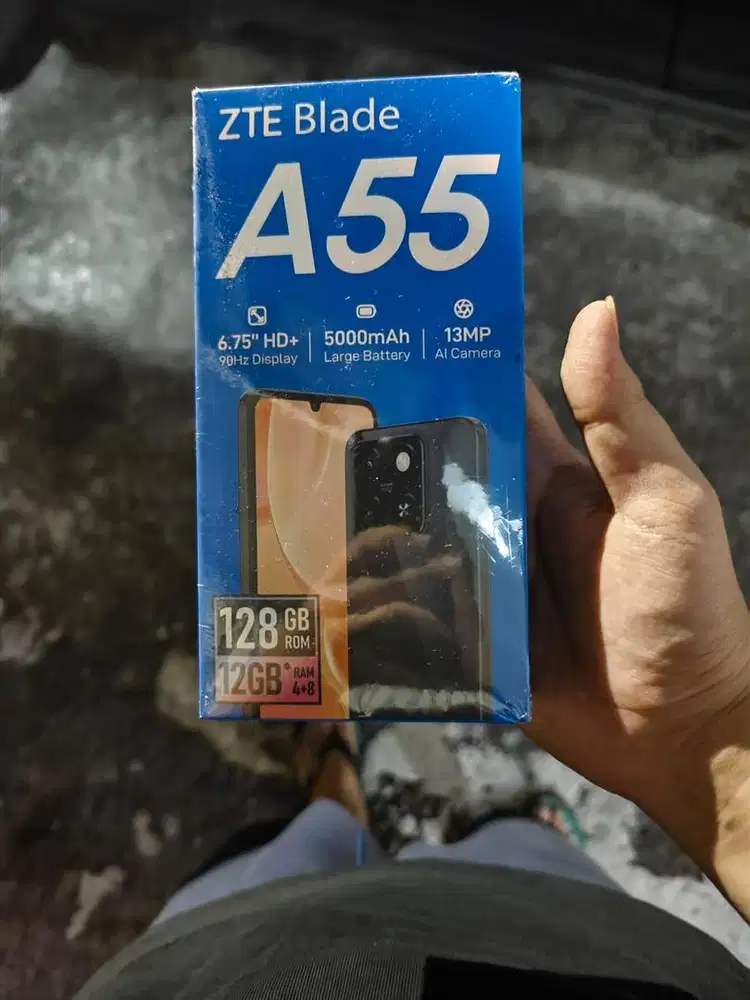 ZTE Blade
A55
6.75" HD+
90Hz Display
5000mAh
Large Battery
13MP
AI Camera
128 GB ROM
12GB* RAM 4+8